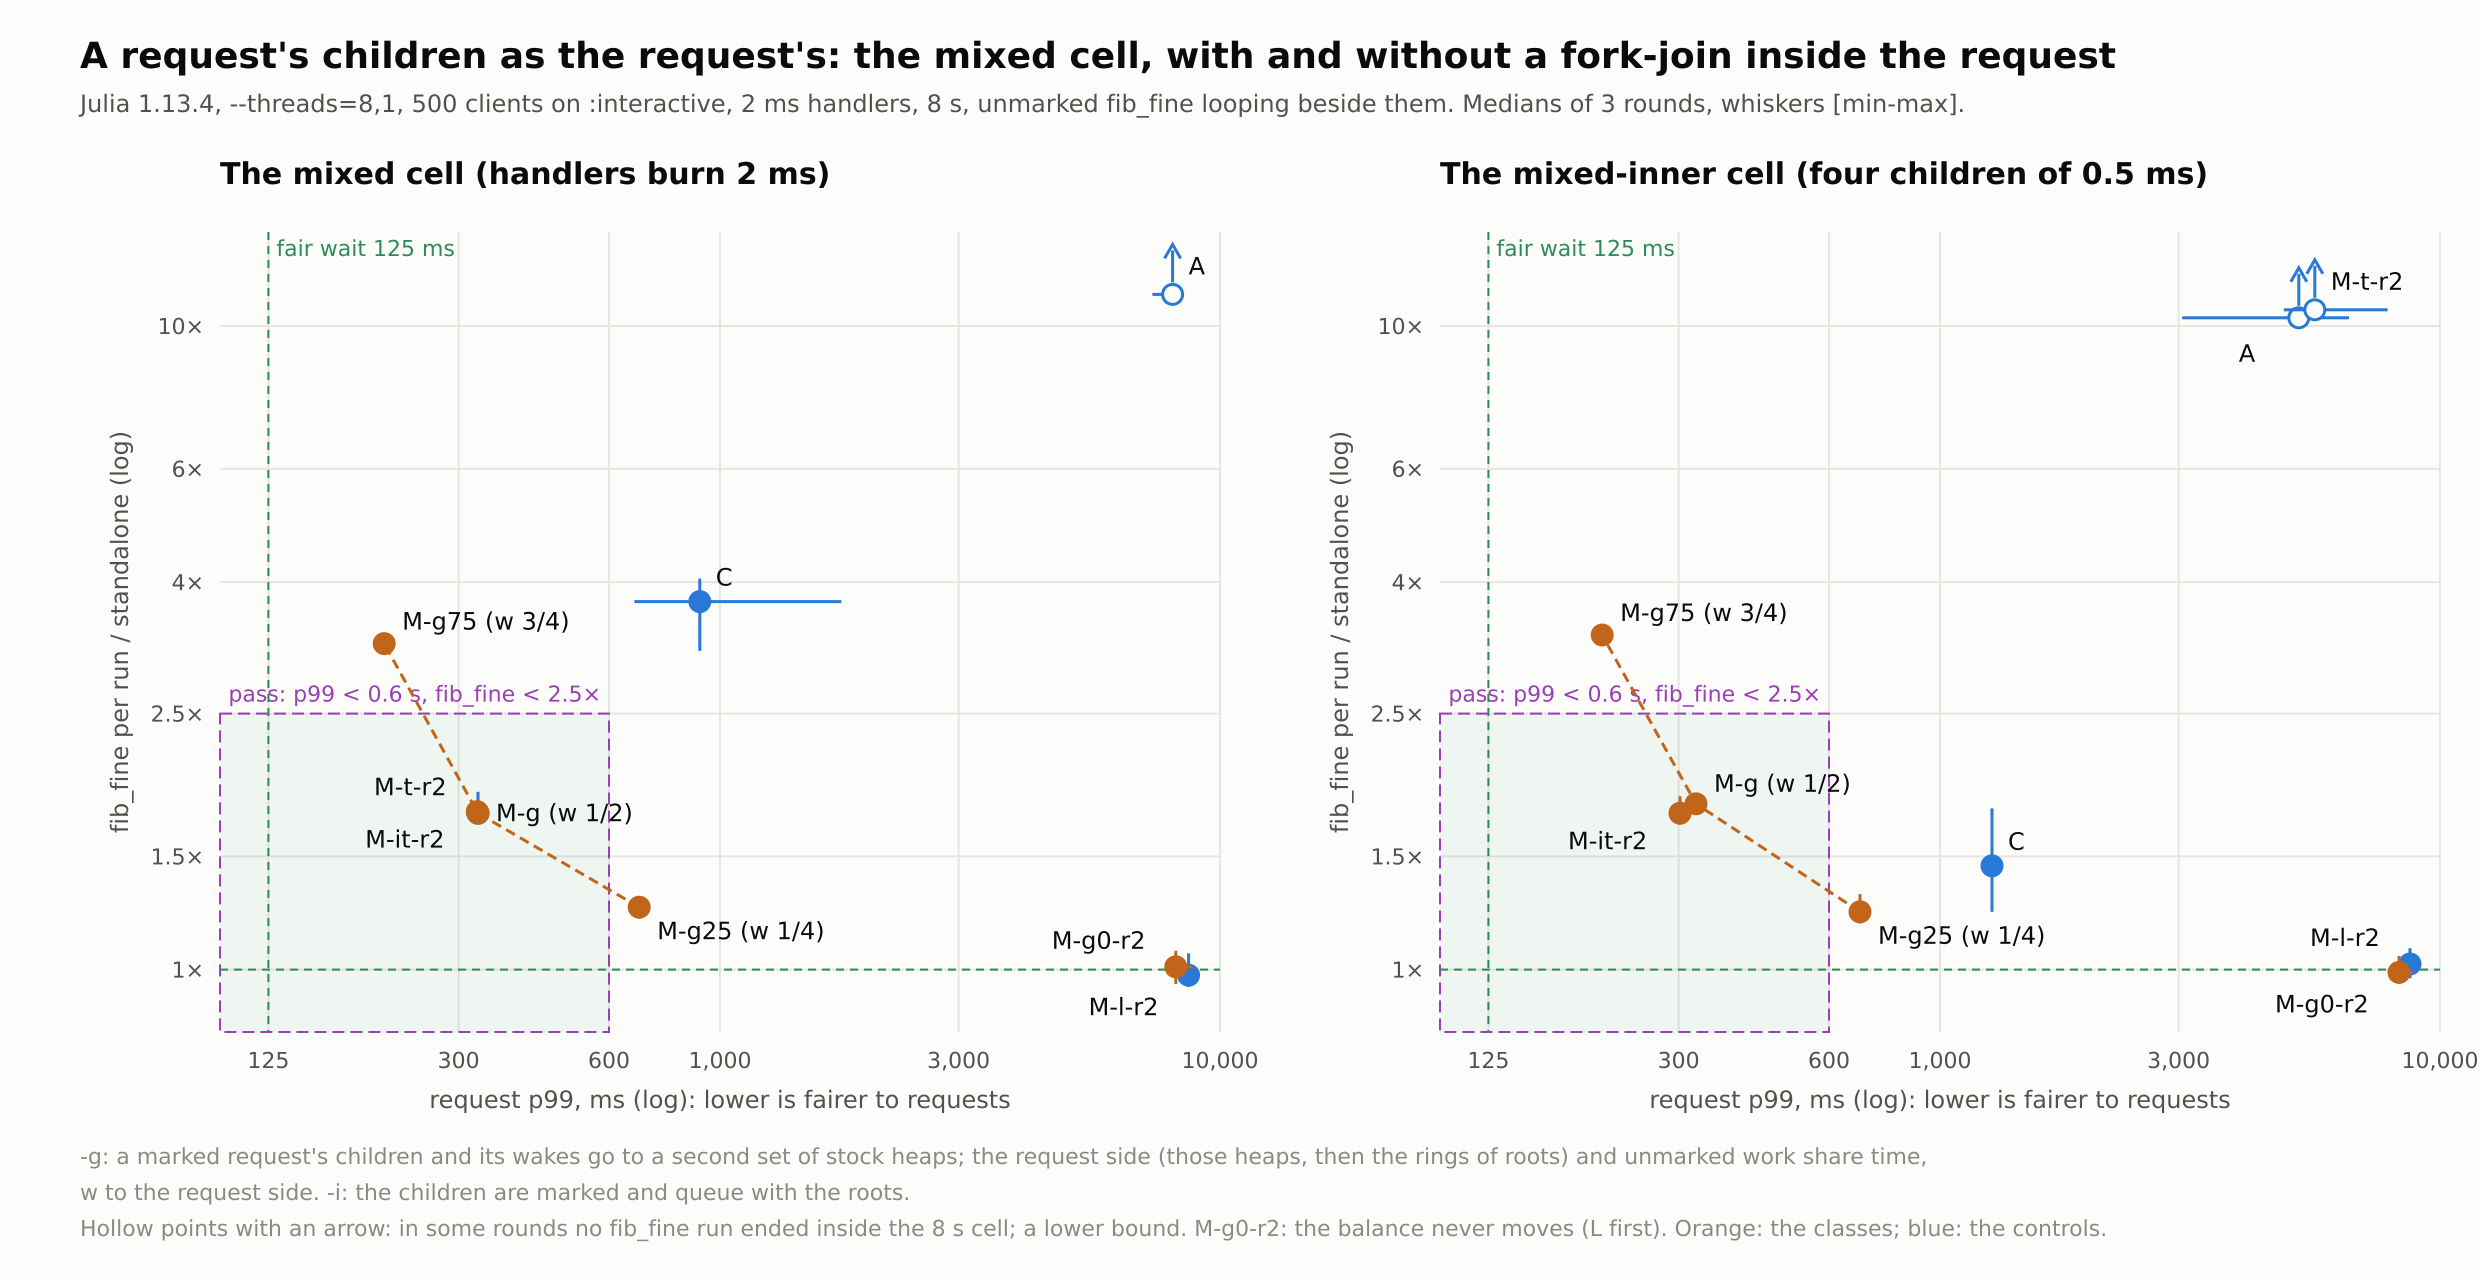 A request's children as the request's: the mixed cell, with and without a fork-join inside the request
Julia 1.13.4, --threads=8,1, 500 clients on :interactive, 2 ms handlers, 8 s, unmarked fib_fine looping beside them. Medians of 3 rounds, whiskers [min-max].
The mixed cell (handlers burn 2 ms)
fair wait 125 ms
A
10×
6×
4×
2.5×
1.5×
1×
fib_fine per run / standalone (log)
C
M-g75 (w 3/4)
pass: p99 < 0.6 s, fib_fine < 2.5×
M-t-r2
M-g (w 1/2)
M-it-r2
M-g25 (w 1/4)
M-g0-r2
M-l-r2
125
300
600
1,000
3,000
10,000
request p99, ms (log): lower is fairer to requests
The mixed-inner cell (four children of 0.5 ms)
fair wait 125 ms
M-t-r2
A
10×
6×
4×
2.5×
1.5×
1×
fib_fine per run / standalone (log)
M-g75 (w 3/4)
pass: p99 < 0.6 s, fib_fine < 2.5×
M-g (w 1/2)
M-it-r2
C
M-g25 (w 1/4)
M-l-r2
M-g0-r2
125
300
600
1,000
3,000
10,000
request p99, ms (log): lower is fairer to requests
-g: a marked request's children and its wakes go to a second set of stock heaps; the request side (those heaps, then the rings of roots) and unmarked work share time,
w to the request side. -i: the children are marked and queue with the roots.
Hollow points with an arrow: in some rounds no fib_fine run ended inside the 8 s cell; a lower bound. M-g0-r2: the balance never moves (L first). Orange: the classes; blue: the controls.